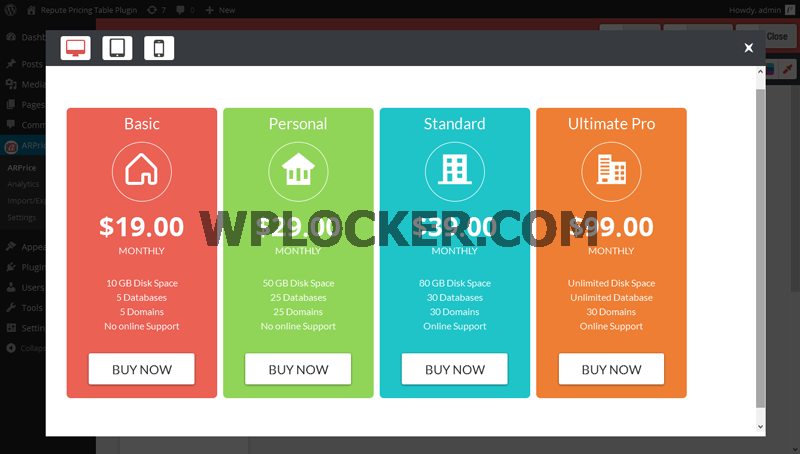 Repute Pricing Table Plugin 7 0 New Howdy, admin
Dashb
Posts
Media
Pages
Comm
ARPric
ARPrice
Analytics
Import/Exp
Settings
Appea
Plugin
Users
Tools
Settin
Collaps
Close
Basic
$19.00
MONTHLY
10 GB Disk Space
5 Databases
5 Domains
No online Support
BUY NOW
Personal
$29.00
MONTHLY
50 GB Disk Space
25 Databases
25 Domains
No online Support
BUY NOW
Standard
$39.00
MONTHLY
80 GB Disk Space
30 Databases
30 Domains
Online Support
BUY NOW
Ultimate Pro
$99.00
MONTHLY
Unlimited Disk Space
Unlimited Database
30 Domains
Online Support
BUY NOW
WPLOCKER.COM